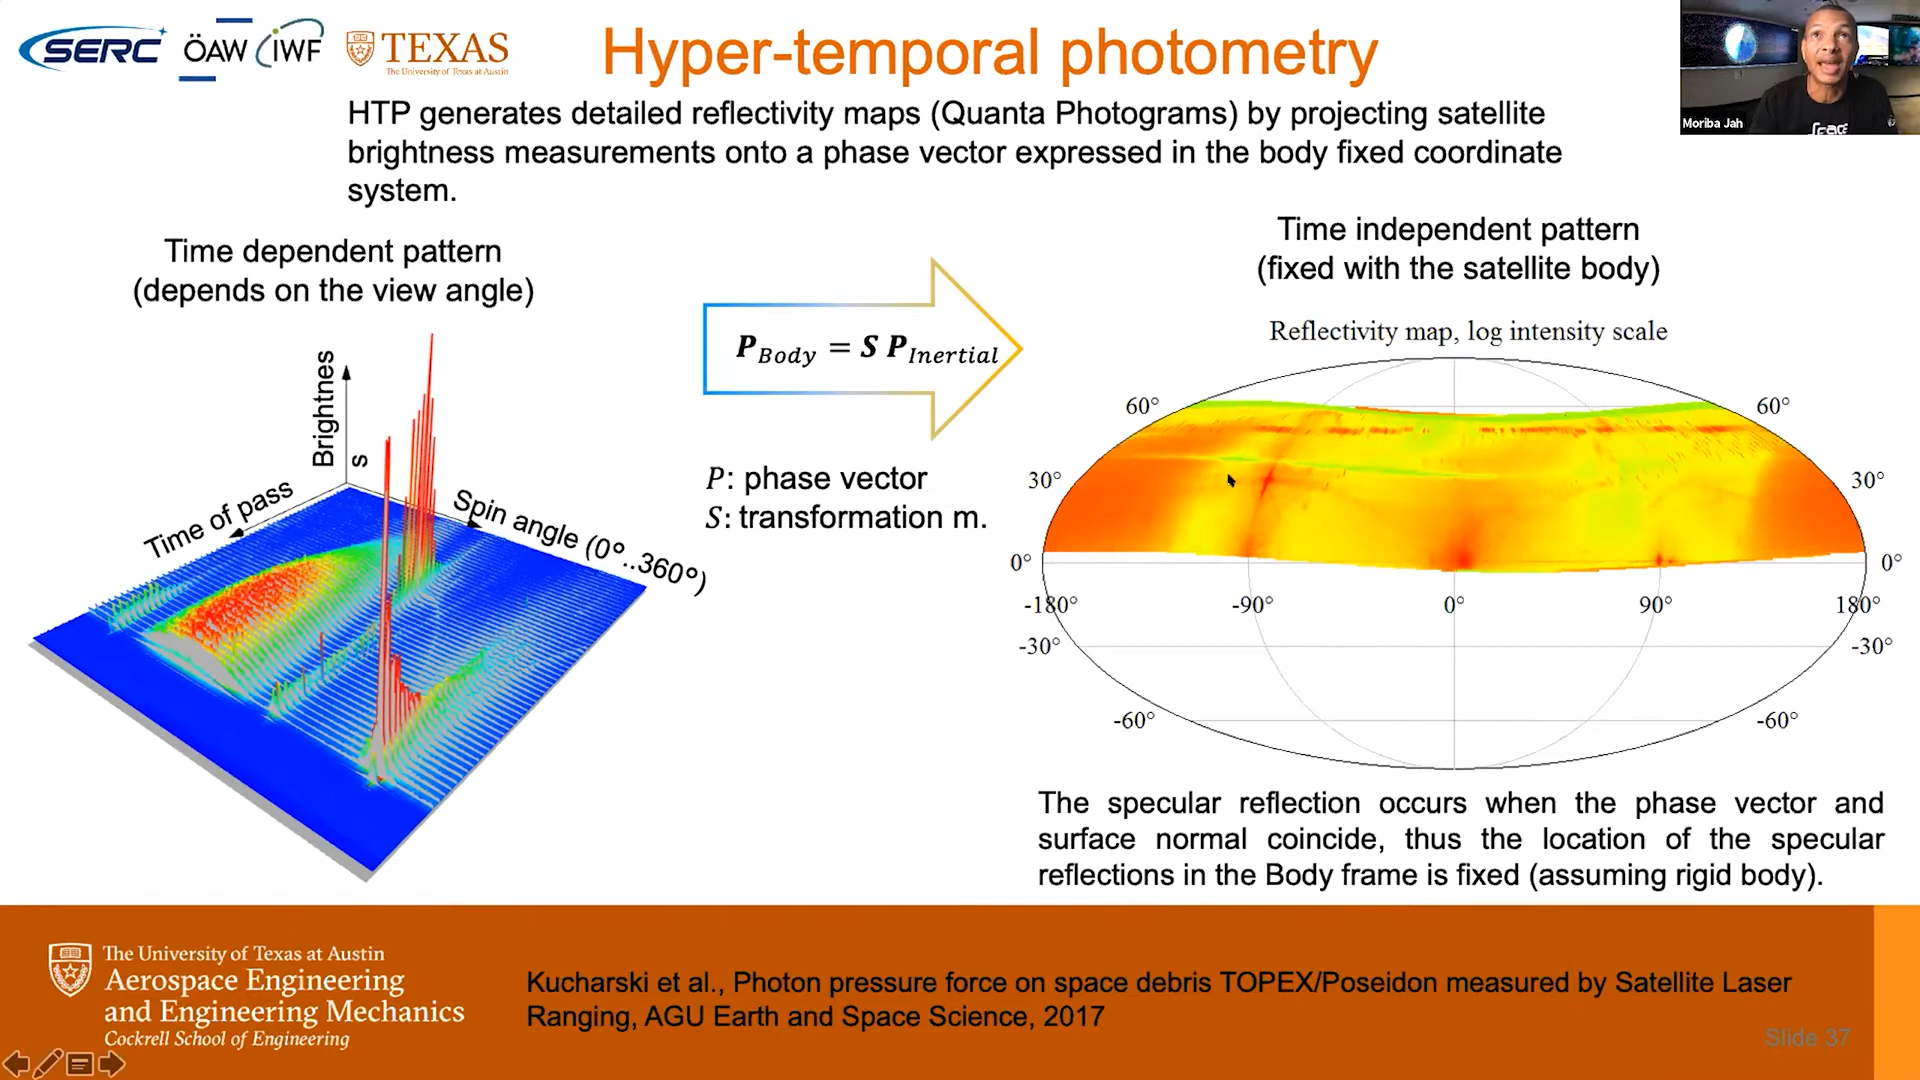 SERC
ÖAW
iWF
TEXAS
The University of Texas at Austin
Hyper-temporal photometry
Moriba Jah
HTP generates detailed reflectivity maps (Quanta Photograms) by projecting satellite
brightness measurements onto a phase vector expressed in the body fixed coordinate
system.
Time dependent pattern
(depends on the view angle)
Brightnes
s
Time of pass
Spin angle (0°..360°)
P_Body = S P_Inertial
P: phase vector
S: transformation m.
Time independent pattern
(fixed with the satellite body)
Reflectivity map, log intensity scale
60° 60°
30° 30°
0° 0°
-180° -90° 0° 90° 180°
-30° -30°
-60° -60°
The specular reflection occurs when the phase vector and
surface normal coincide, thus the location of the specular
reflections in the Body frame is fixed (assuming rigid body).
The University of Texas at Austin
Aerospace Engineering
and Engineering Mechanics
Cockrell School of Engineering
Kucharski et al., Photon pressure force on space debris TOPEX/Poseidon measured by Satellite Laser
Ranging, AGU Earth and Space Science, 2017
Slide 37